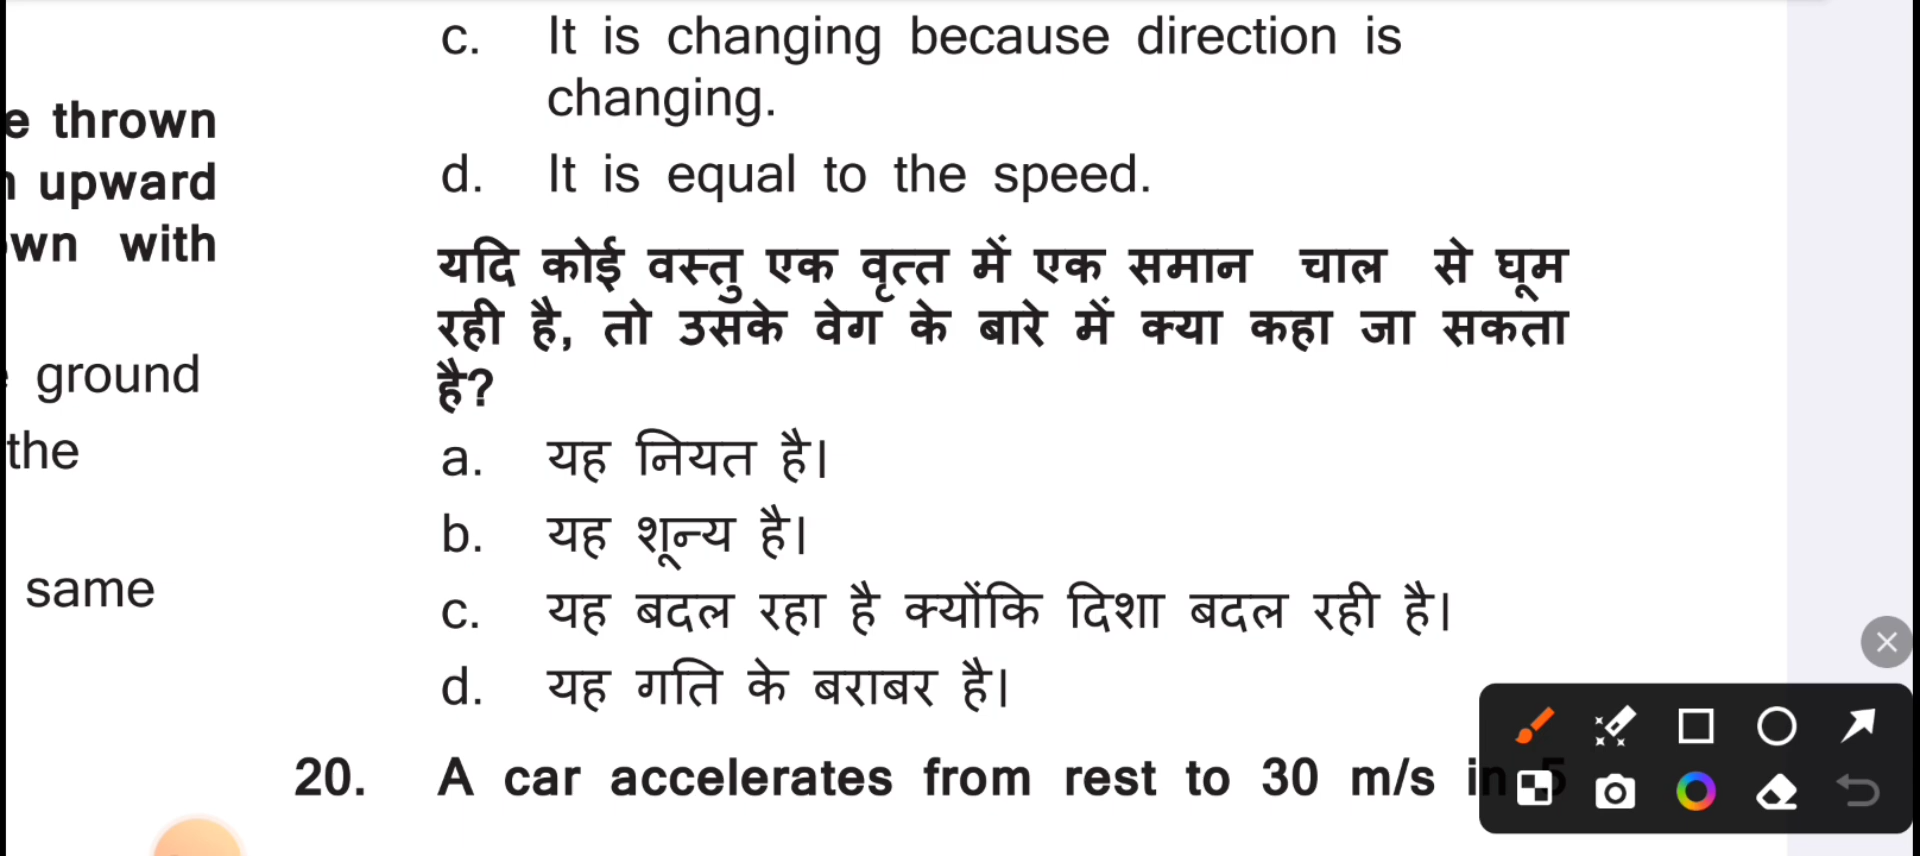 e thrown
upward
wn with
ground
the
same
c. It is changing because direction is
changing.
d. It is equal to the speed.
यदि कोई वस्तु एक वृत्त में एक समान चाल से घूम
रही है, तो उसके वेग के बारे में क्या कहा जा सकता
है?
a. यह नियत है।
b. यह शून्य है।
c. यह बदल रहा है क्योंकि दिशा बदल रही है।
d. यह गति के बराबर है।
20. A car accelerates from rest to 30 m/s in 5